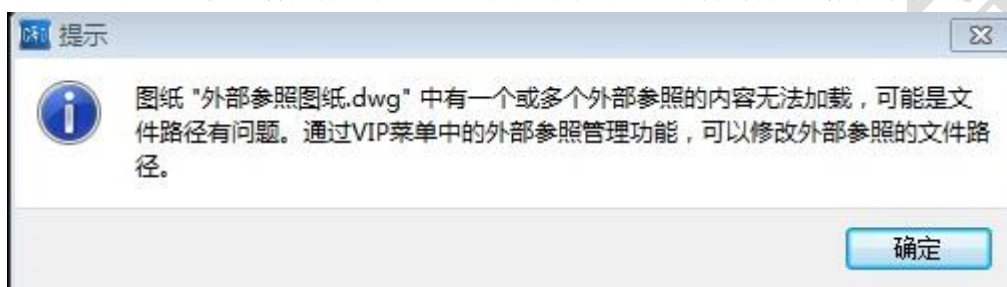 提示
图纸 "外部参照图纸.dwg" 中有一个或多个外部参照的内容无法加载，可能是文
件路径有问题。通过VIP菜单中的外部参照管理功能，可以修改外部参照的文件路
径。
确定